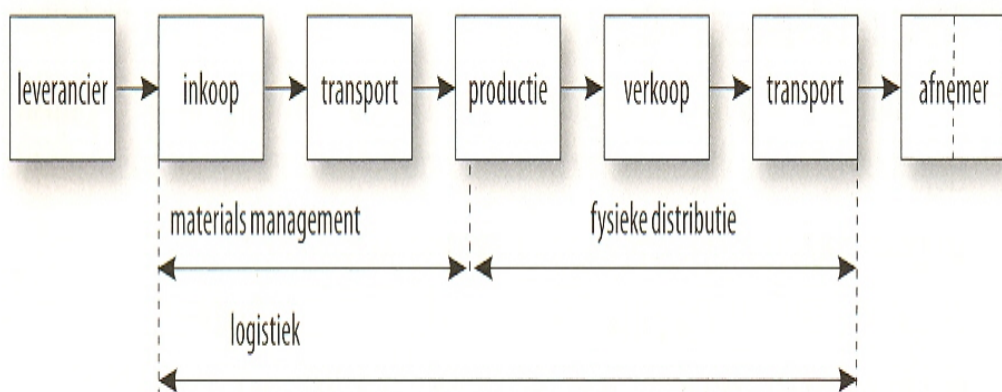 leverancier inkoop transport productie verkoop transport afnemer
materials management fysieke distributie
logistiek